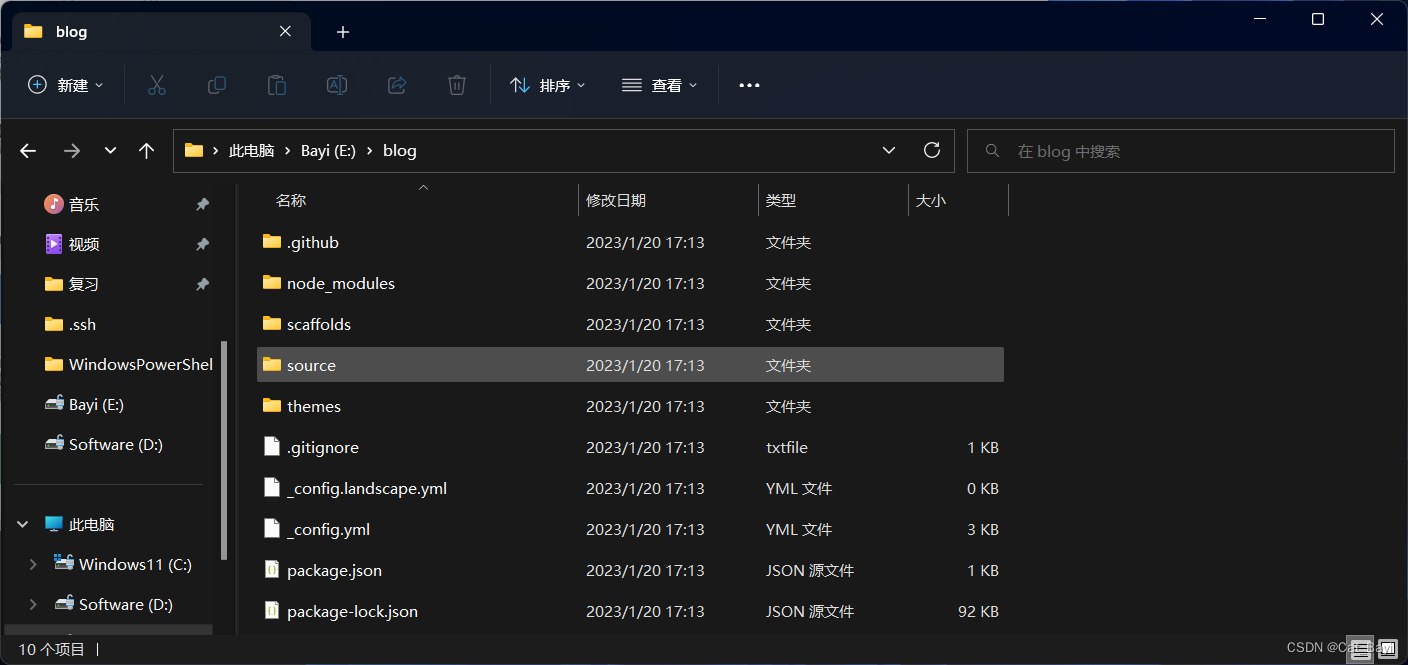 blog
新建
排序
查看
此电脑 Bayi (E:) blog
在 blog 中搜索
音乐
视频
复习
.ssh
WindowsPowerShel
Bayi (E:)
Software (D:)
此电脑
Windows11 (C:)
Software (D:)
名称 修改日期 类型 大小
.github 2023/1/20 17:13 文件夹
node_modules 2023/1/20 17:13 文件夹
scaffolds 2023/1/20 17:13 文件夹
source 2023/1/20 17:13 文件夹
themes 2023/1/20 17:13 文件夹
.gitignore 2023/1/20 17:13 txtfile 1 KB
_config.landscape.yml 2023/1/20 17:13 YML 文件 0 KB
_config.yml 2023/1/20 17:13 YML 文件 3 KB
package.json 2023/1/20 17:13 JSON 源文件 1 KB
package-lock.json 2023/1/20 17:13 JSON 源文件 92 KB
10 个项目
CSDN